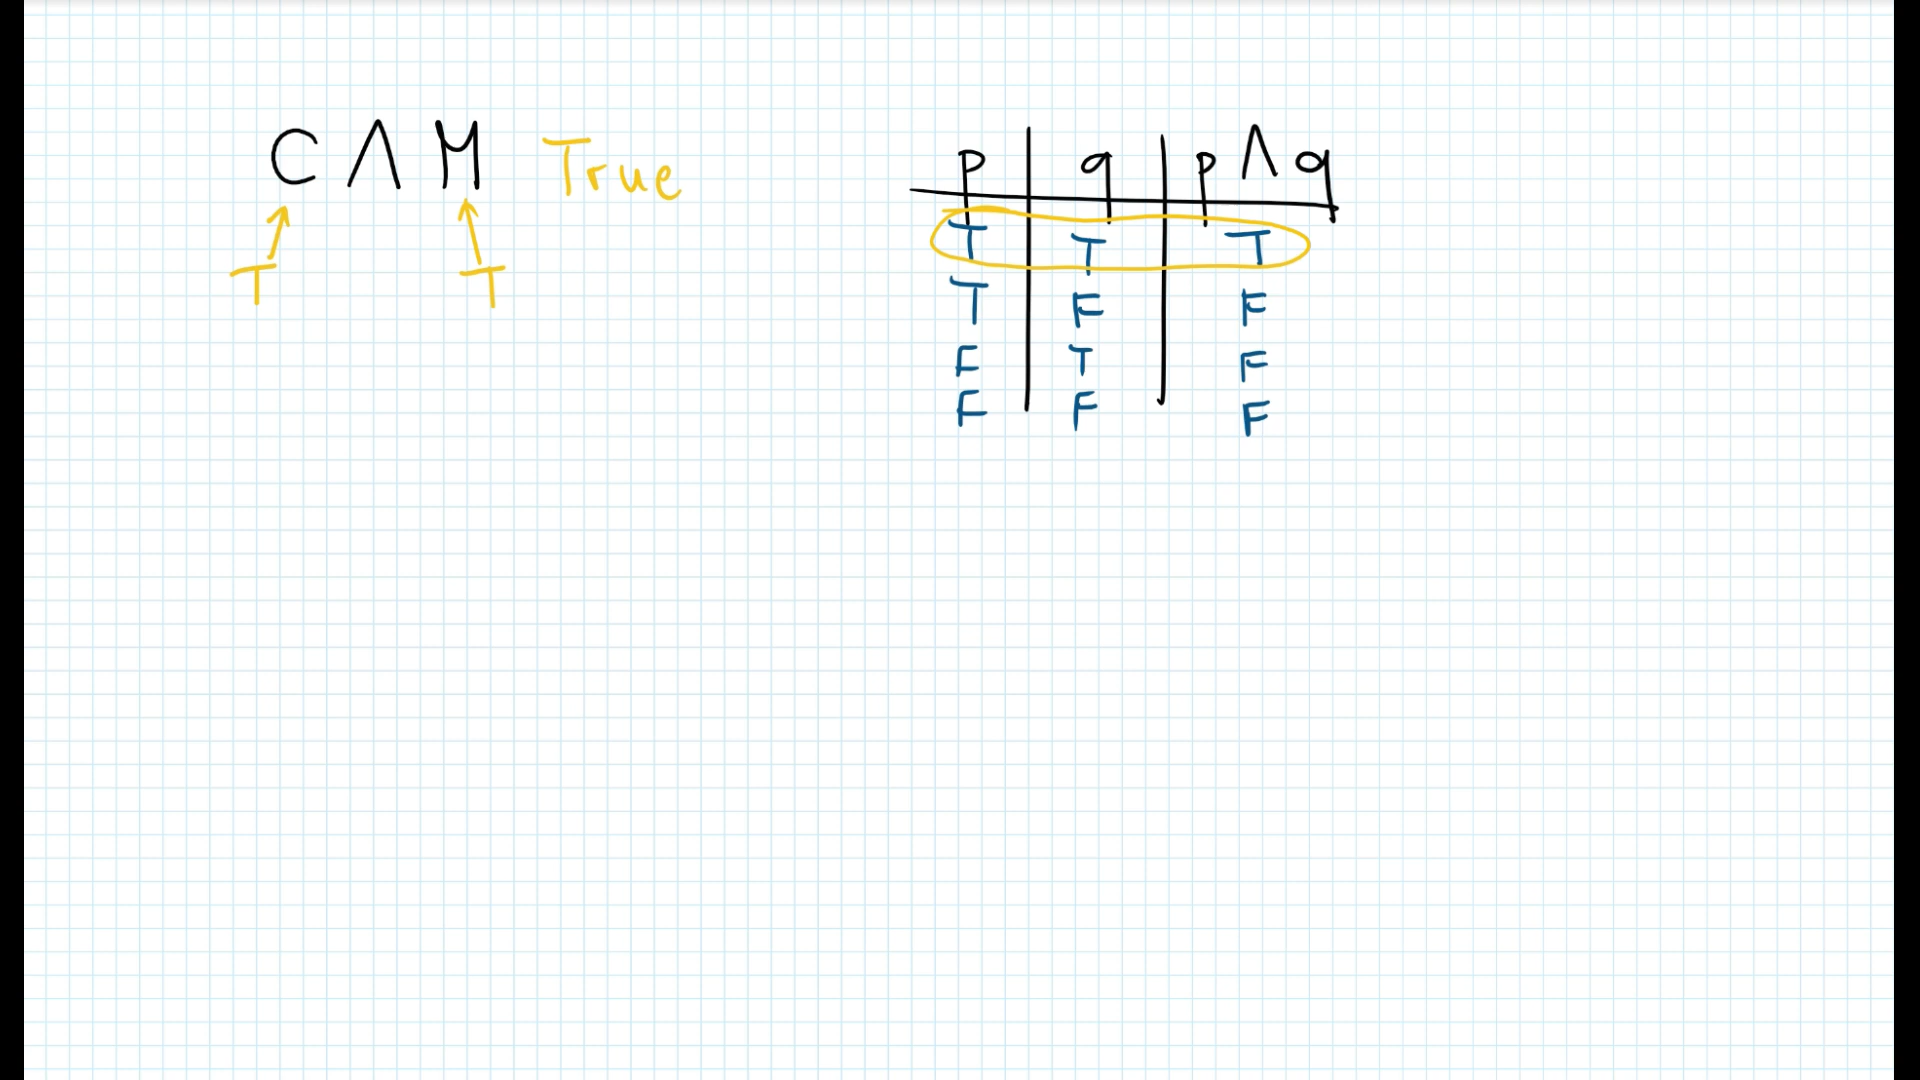 C ∧ M True
T T
p q p ∧ q
T T T
T F F
F T F
F F F